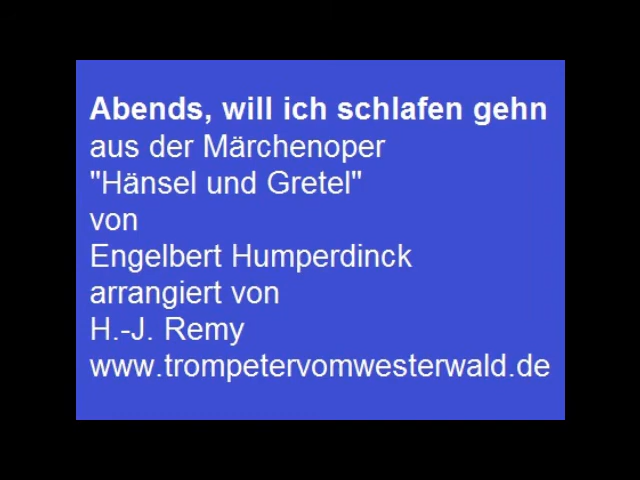 Abends, will ich schlafen gehn
aus der Märchenoper
"Hänsel und Gretel"
von
Engelbert Humperdinck
arrangiert von
H.-J. Remy
www.trompetervomwesterwald.de